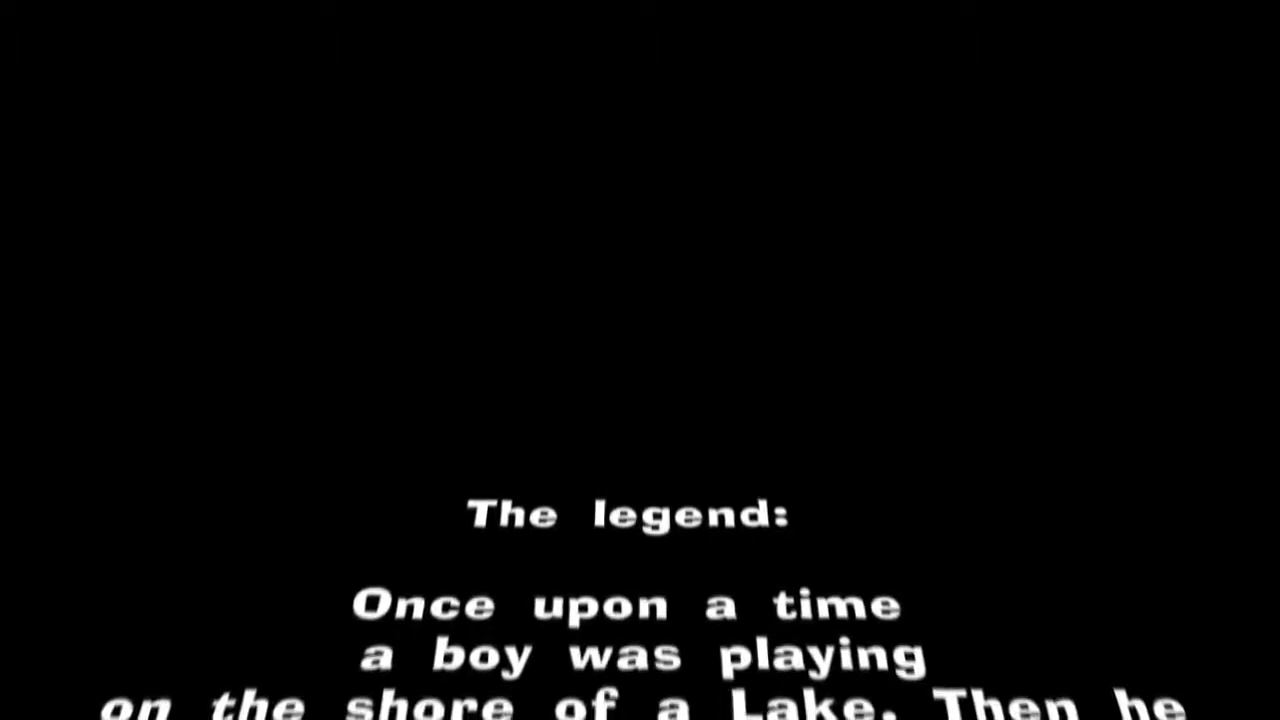 The legend:
Once upon a time
a boy was playing
on the shore of a Lake. Then he